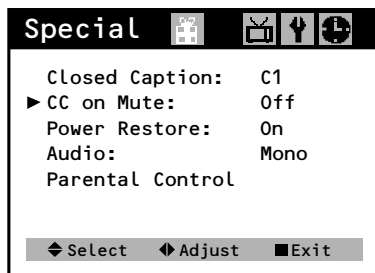 Special
Closed Caption: C1
CC on Mute: Off
Power Restore: On
Audio: Mono
Parental Control
Select Adjust Exit